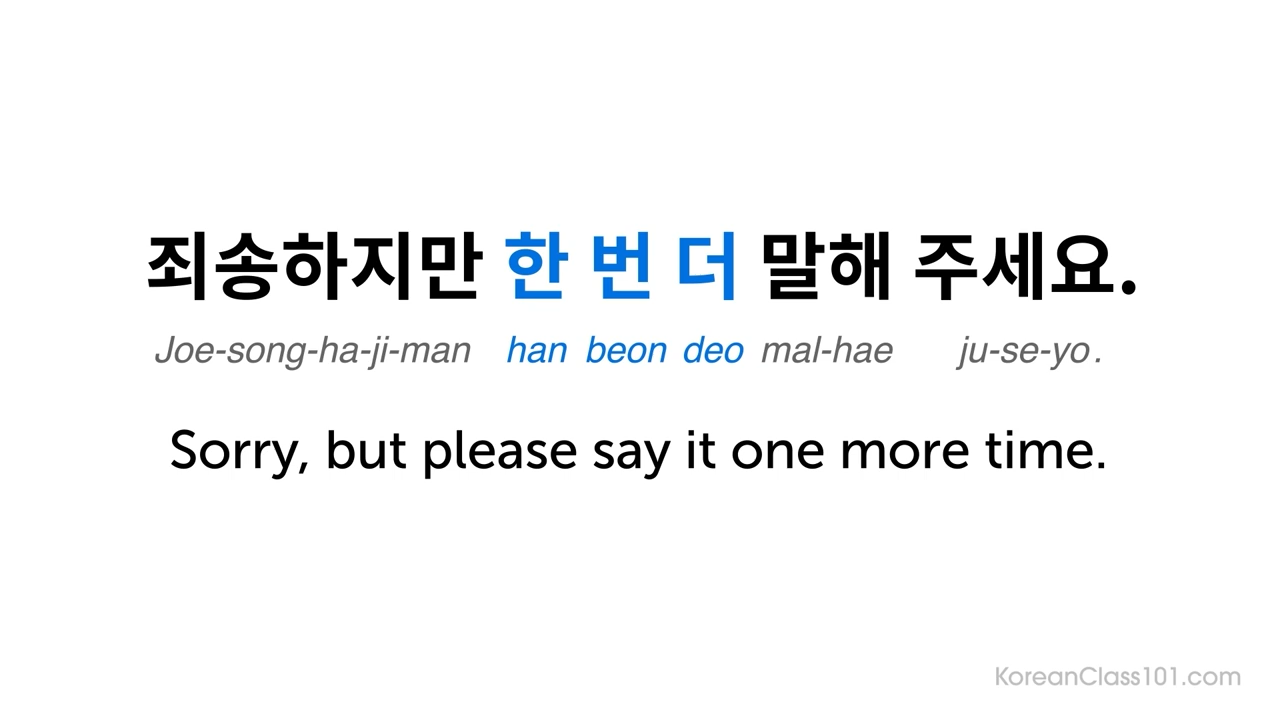 죄송하지만 한 번 더 말해 주세요.
Joe-song-ha-ji-man han beon deo mal-hae ju-se-yo.
Sorry, but please say it one more time.
KoreanClass101.com